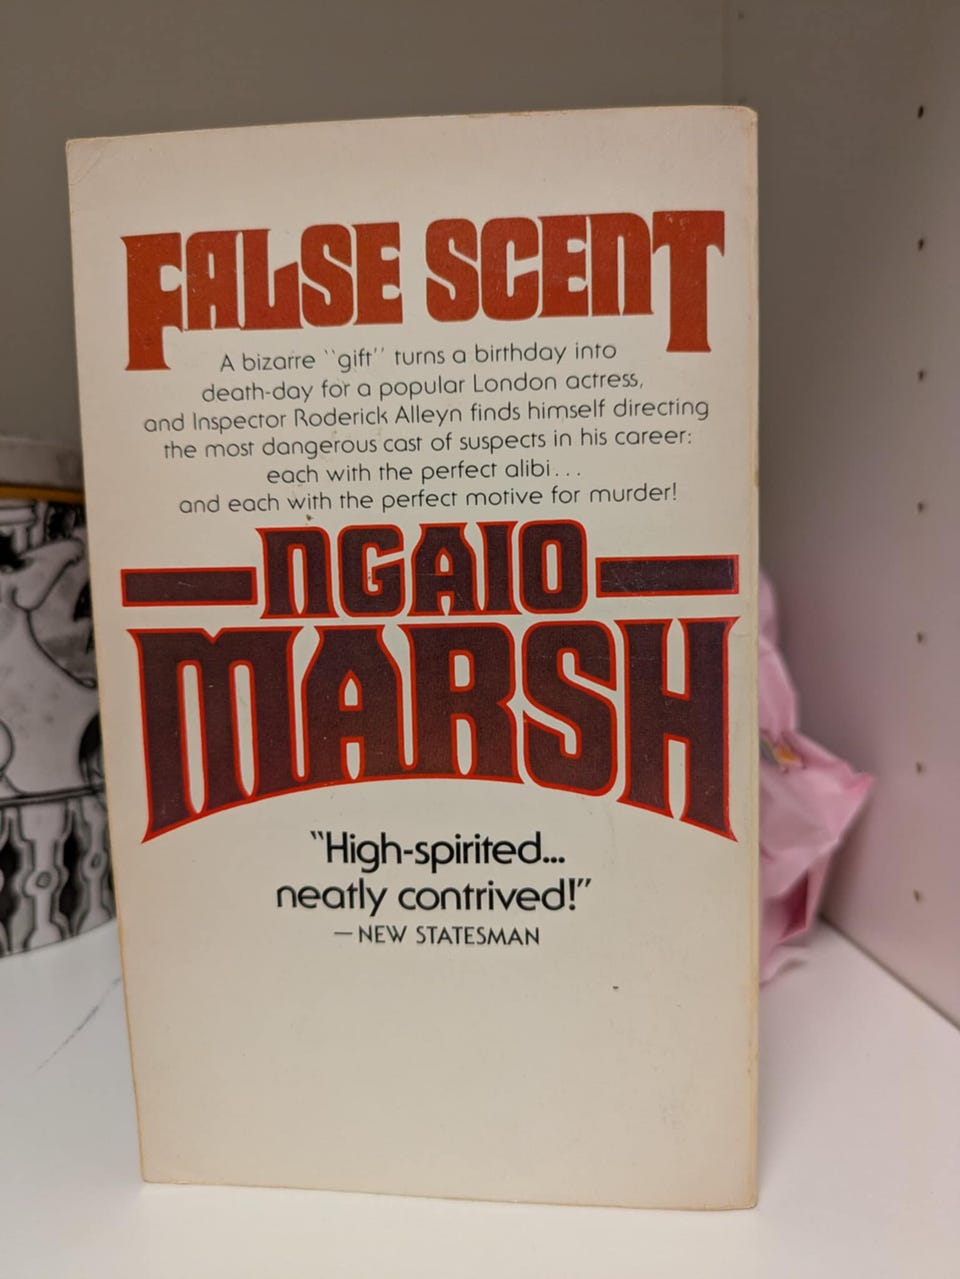 FALSE SCENT
A bizarre "gift" turns a birthday into
death-day for a popular London actress,
and Inspector Roderick Alleyn finds himself directing
the most dangerous cast of suspects in his career:
each with the perfect alibi...
and each with the perfect motive for murder!
NGAIO
MARSH
"High-spirited...
neatly contrived!"
—NEW STATESMAN